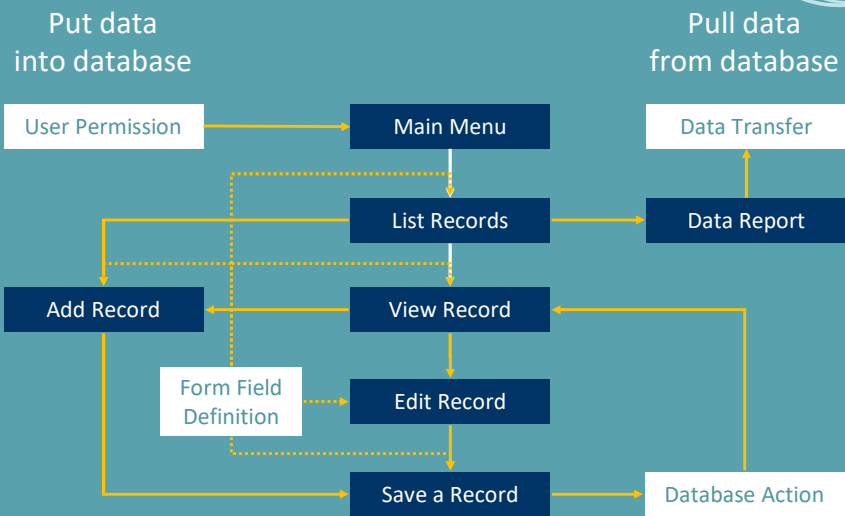 Put data
into database
Pull data
from database
User Permission
Main Menu
Data Transfer
List Records
Data Report
Add Record
View Record
Form Field
Definition
Edit Record
Save a Record
Database Action